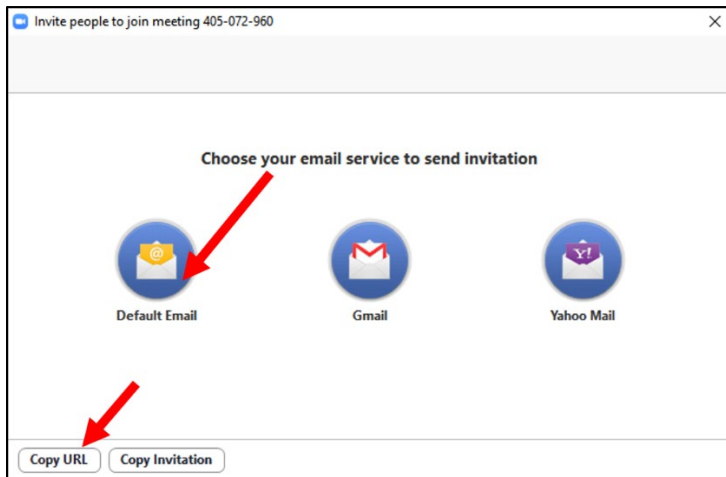 Invite people to join meeting 405-072-960
Choose your email service to send invitation
@
Y!
Default Email Gmail Yahoo Mail
Copy URL Copy Invitation